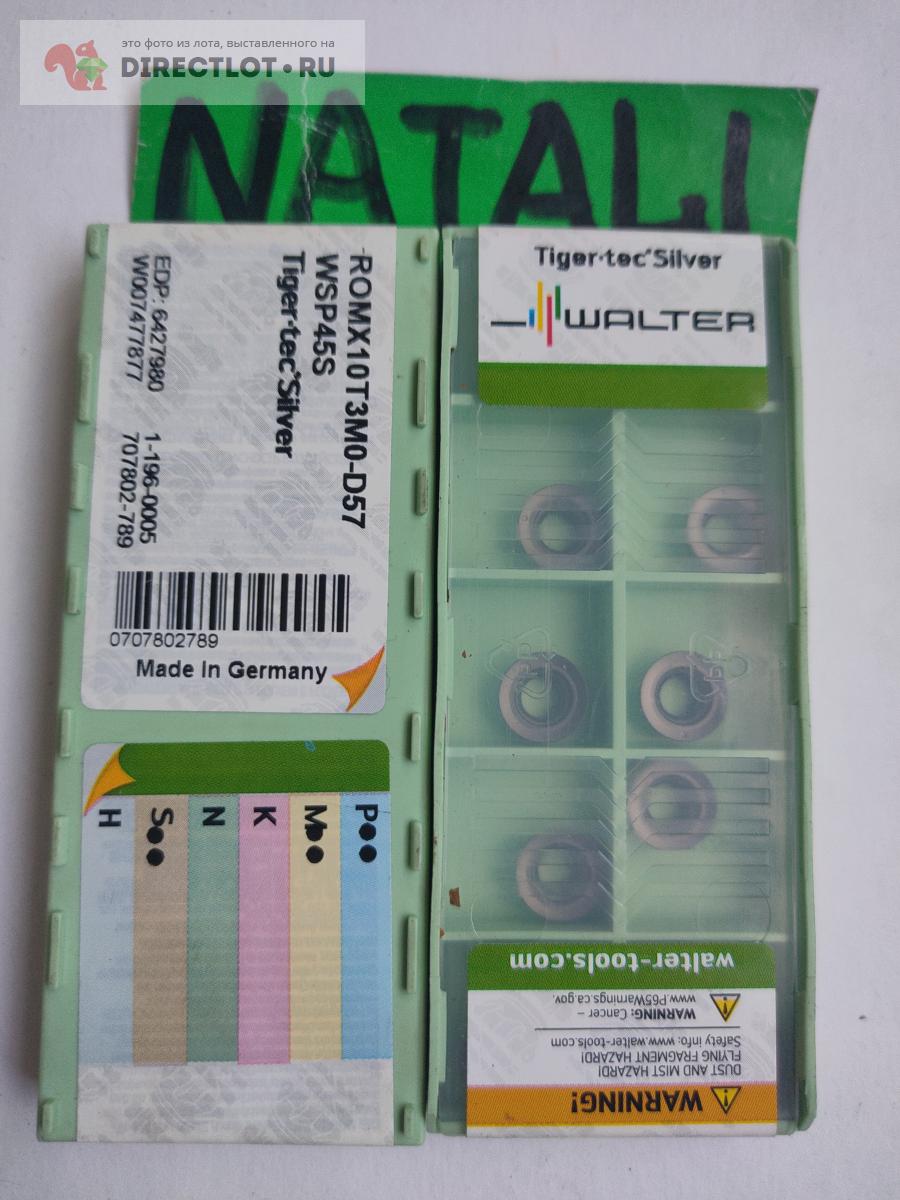 это фото из лота, выставленного на
DIRECTLOT•RU
NATALI
ROMX10T3M0-D57
WSP45S
Tiger·tec®Silver
EDP: 6427980
W007477877
1-196-0005
707802-789
0707802789
Made In Germany
P●●
M●●
K
N
S●●
H
Tiger·tec®Silver
WALTER
walter-tools.com
WARNING!
DUST AND MIST HAZARD!
FLYING FRAGMENT HAZARD!
Safety info: www.walter-tools.com
WARNING: Cancer –
www.P65Warnings.ca.gov.